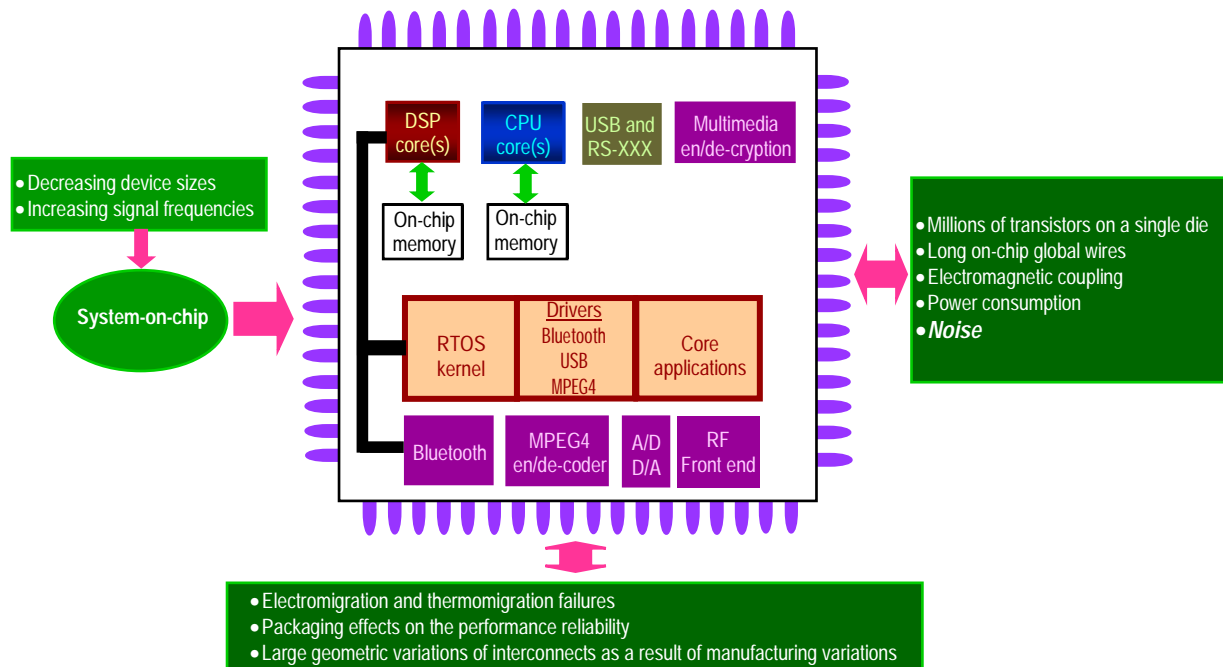 • Decreasing device sizes
• Increasing signal frequencies
System-on-chip
DSP
core(s)
CPU
core(s)
USB and
RS-XXX
Multimedia
en/de-cryption
On-chip
memory
On-chip
memory
RTOS
kernel
Drivers
Bluetooth
USB
MPEG4
Core
applications
Bluetooth
MPEG4
en/de-coder
A/D
D/A
RF
Front end
• Millions of transistors on a single die
• Long on-chip global wires
• Electromagnetic coupling
• Power consumption
• Noise
• Electromigration and thermomigration failures
• Packaging effects on the performance reliability
• Large geometric variations of interconnects as a result of manufacturing variations